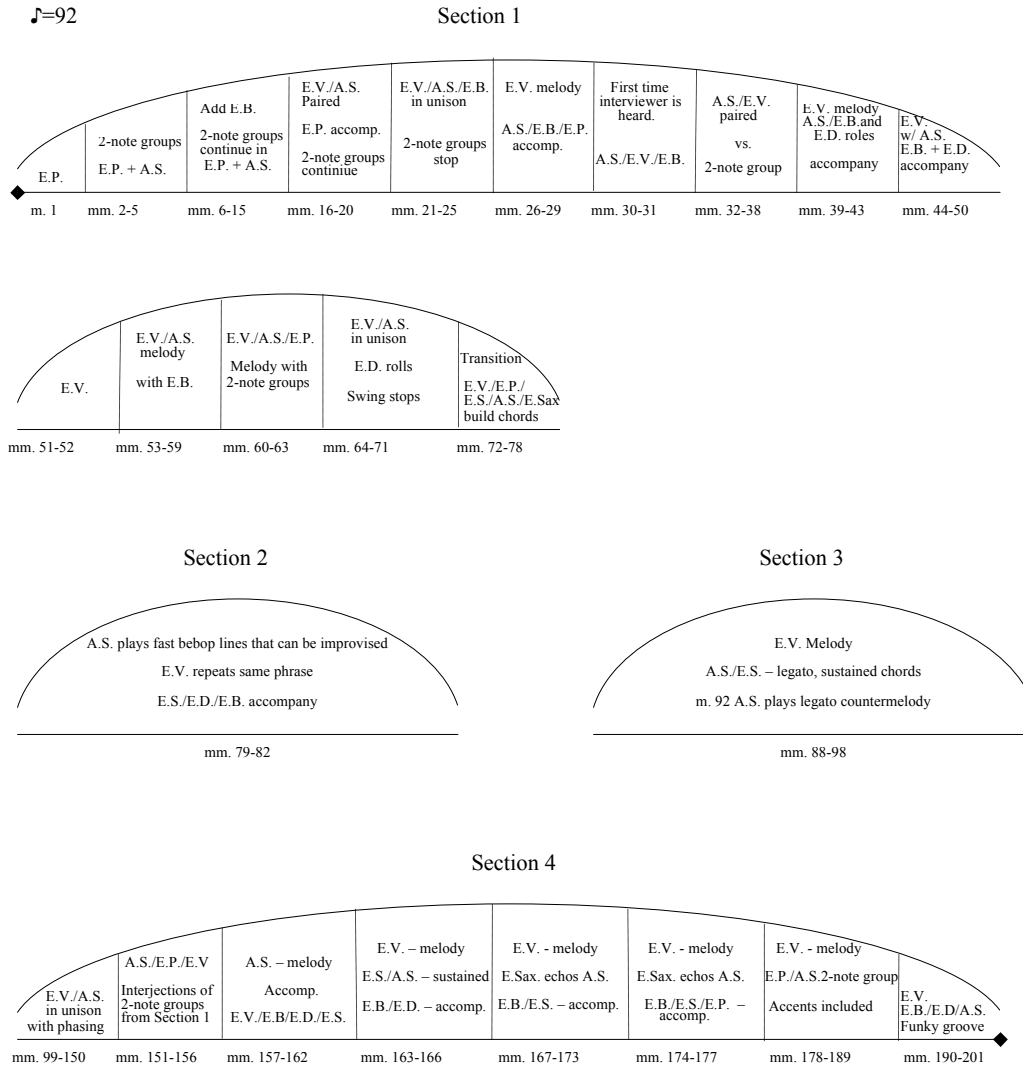 ♪=92
Section 1
E.P.
2-note groups
E.P. + A.S.
Add E.B.
2-note groups
continue in
E.P. + A.S.
E.V./A.S.
Paired
E.P. accomp.
2-note groups
continiue
E.V./A.S./E.B.
in unison
2-note groups
stop
E.V. melody
A.S./E.B./E.P.
accomp.
First time
interviewer is
heard.
A.S./E.V./E.B.
A.S./E.V.
paired
vs.
2-note group
E.V. melody
A.S./E.B.and
E.D. roles
accompany
E.V.
w/ A.S.
E.B. + E.D.
accompany
m. 1
mm. 2-5
mm. 6-15
mm. 16-20
mm. 21-25
mm. 26-29
mm. 30-31
mm. 32-38
mm. 39-43
mm. 44-50
E.V.
E.V./A.S.
melody
with E.B.
E.V./A.S./E.P.
Melody with
2-note groups
E.V./A.S.
in unison
E.D. rolls
Swing stops
Transition
E.V./E.P./
E.S./A.S./E.Sax
build chords
mm. 51-52
mm. 53-59
mm. 60-63
mm. 64-71
mm. 72-78
Section 2
A.S. plays fast bebop lines that can be improvised
E.V. repeats same phrase
E.S./E.D./E.B. accompany
mm. 79-82
Section 3
E.V. Melody
A.S./E.S. – legato, sustained chords
m. 92 A.S. plays legato countermelody
mm. 88-98
Section 4
E.V./A.S.
in unison
with phasing
A.S./E.P./E.V
Interjections of
2-note groups
from Section 1
A.S. – melody
Accomp.
E.V./E.B/E.D./E.S.
E.V. – melody
E.S./A.S. – sustained
E.B./E.D. – accomp.
E.V. - melody
E.Sax. echos A.S.
E.B./E.S. – accomp.
E.V. - melody
E.Sax. echos A.S.
E.B./E.S./E.P. –
accomp.
E.V. - melody
E.P./A.S.2-note group
Accents included
E.V.
E.B./E.D/A.S.
Funky groove
mm. 99-150
mm. 151-156
mm. 157-162
mm. 163-166
mm. 167-173
mm. 174-177
mm. 178-189
mm. 190-201